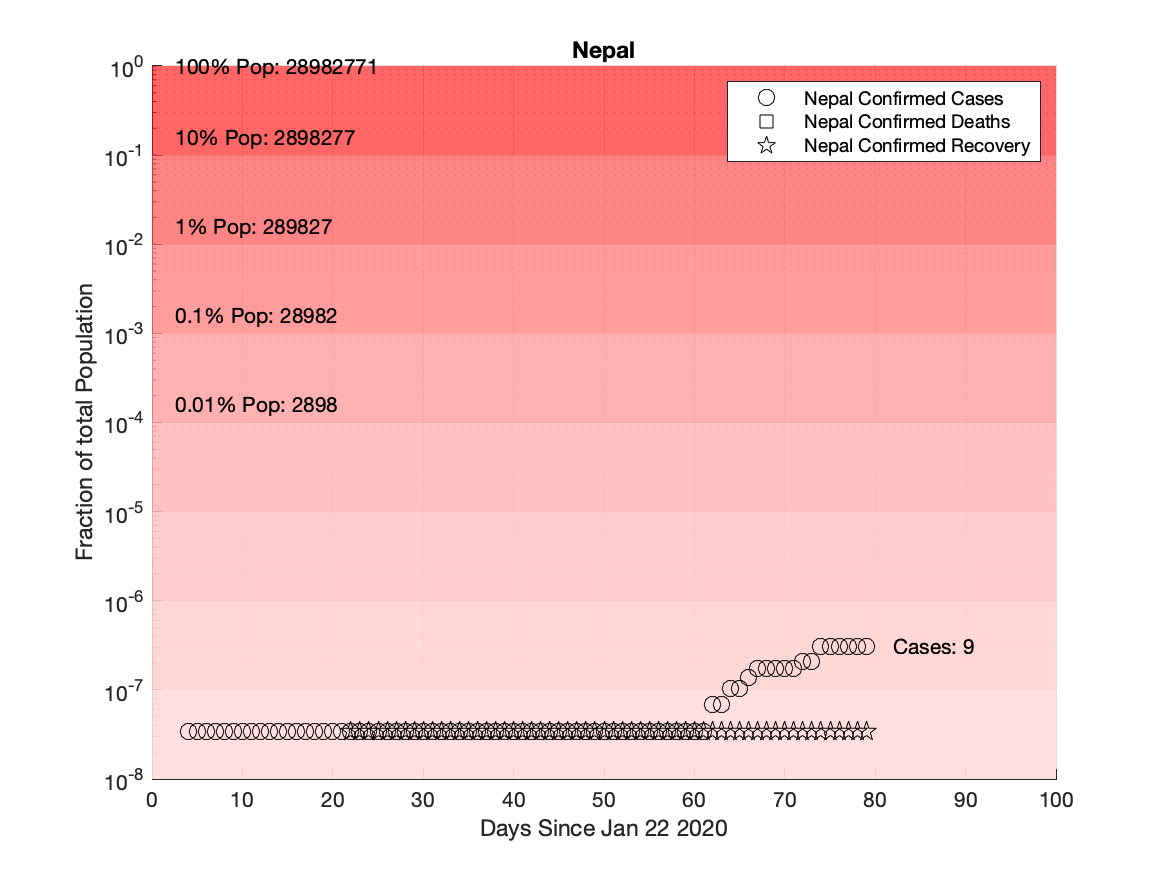 Nepal
10^0
100% Pop: 28982771
Nepal Confirmed Cases
Nepal Confirmed Deaths
Nepal Confirmed Recovery
10% Pop: 2898277
10^-1
1% Pop: 289827
10^-2
0.1% Pop: 28982
10^-3
0.01% Pop: 2898
10^-4
10^-5
10^-6
Cases: 9
10^-7
10^-8
Fraction of total Population
0 10 20 30 40 50 60 70 80 90 100
Days Since Jan 22 2020